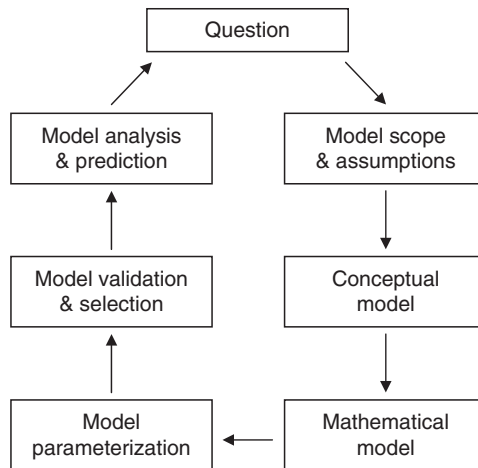 Question
Model analysis
& prediction
Model scope
& assumptions
Model validation
& selection
Conceptual
model
Model
parameterization
Mathematical
model